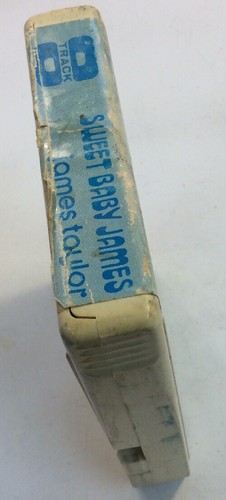 8
TRACK
SWEET BABY JAMES
james taylor